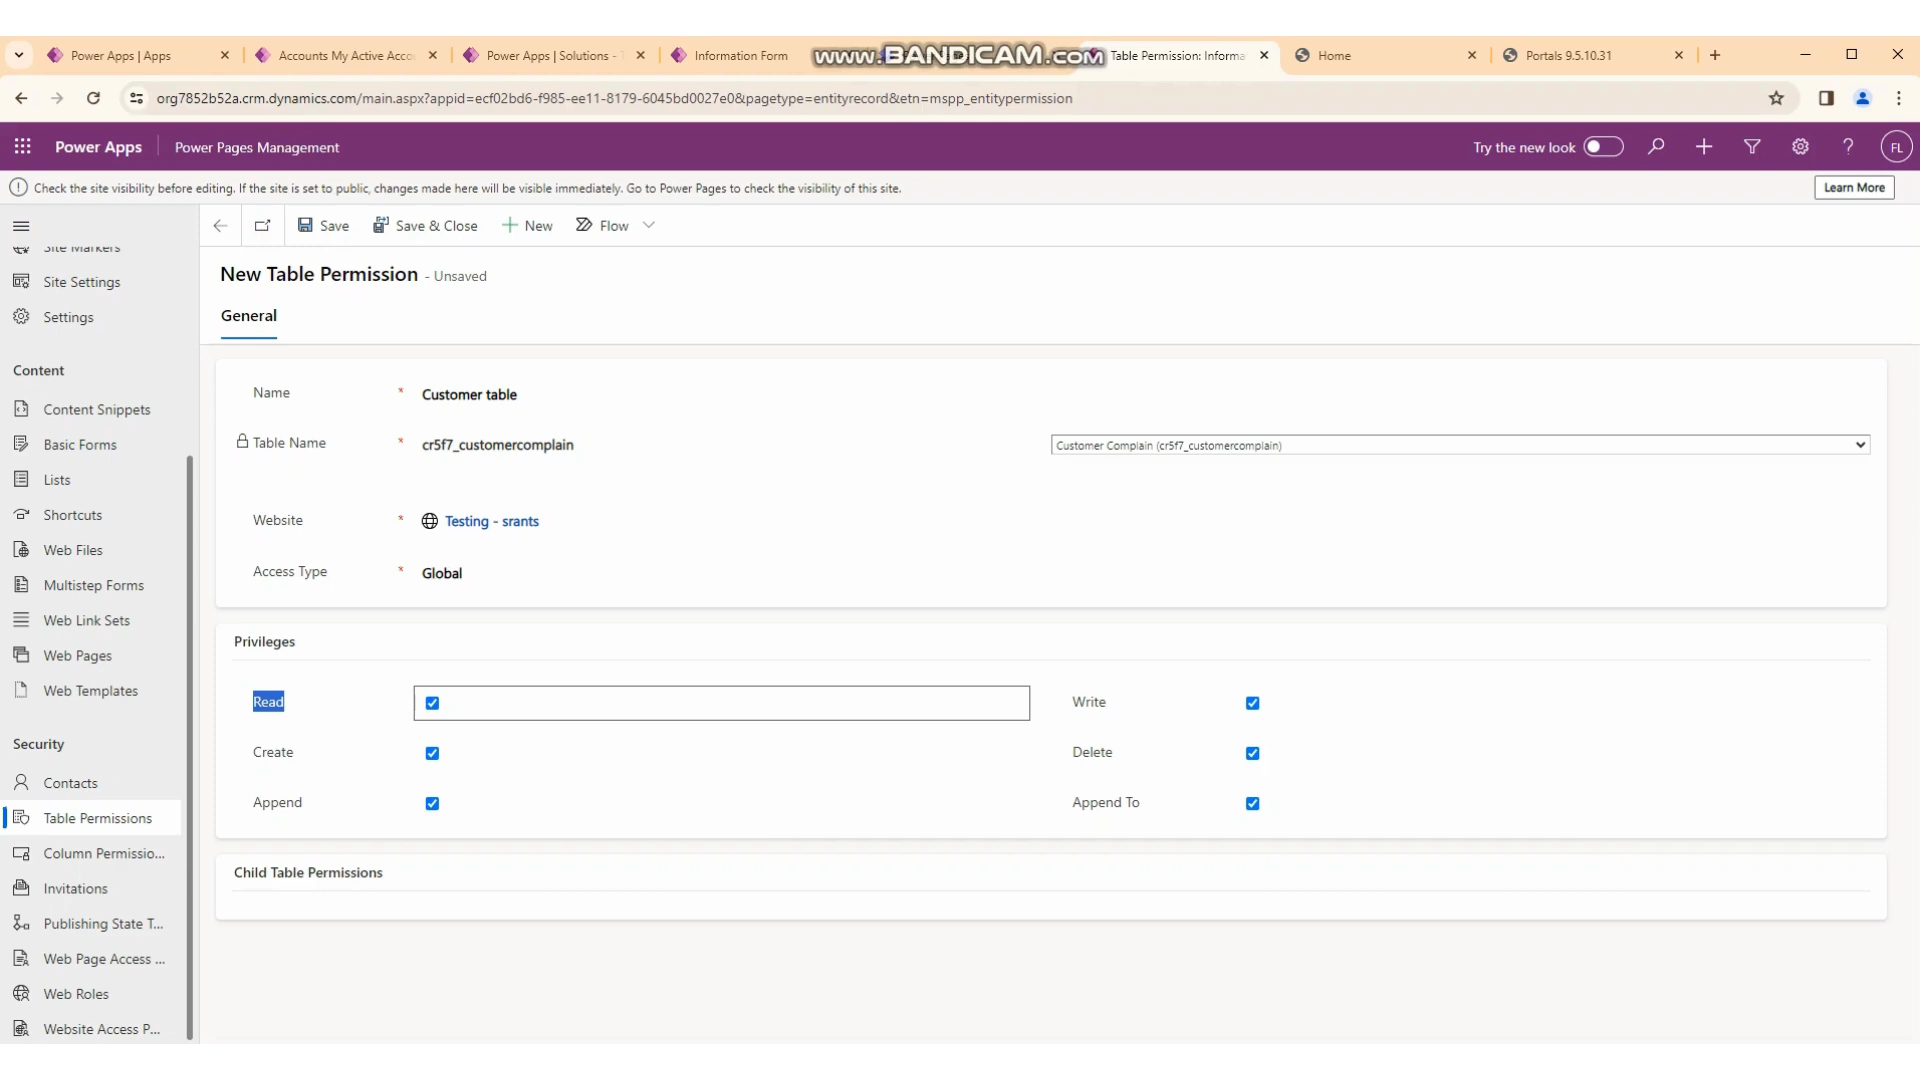 Power Apps | Apps
Accounts My Active Acco
Power Apps | Solutions -
Information Form
www.BANDICAM.com
Table Permission: Informa
Home
Portals 9.5.10.31
org7852b52a.crm.dynamics.com/main.aspx?appid=ecf02bd6-f985-ee11-8179-6045bd0027e0&pagetype=entityrecord&etn=mspp_entitypermission
Power Apps
Power Pages Management
Try the new look
FL
Check the site visibility before editing. If the site is set to public, changes made here will be visible immediately. Go to Power Pages to check the visibility of this site.
Learn More
Save
Save & Close
New
Flow
Site Markers
Site Settings
Settings
Content
Content Snippets
Basic Forms
Lists
Shortcuts
Web Files
Multistep Forms
Web Link Sets
Web Pages
Web Templates
Security
Contacts
Table Permissions
Column Permissio...
Invitations
Publishing State T...
Web Page Access ...
Web Roles
Website Access P...
New Table Permission - Unsaved
General
Name * Customer table
Table Name * cr5f7_customercomplain
Customer Complain (cr5f7_customercomplain)
Website * Testing - srants
Access Type * Global
Privileges
Read
Write
Create
Delete
Append
Append To
Child Table Permissions